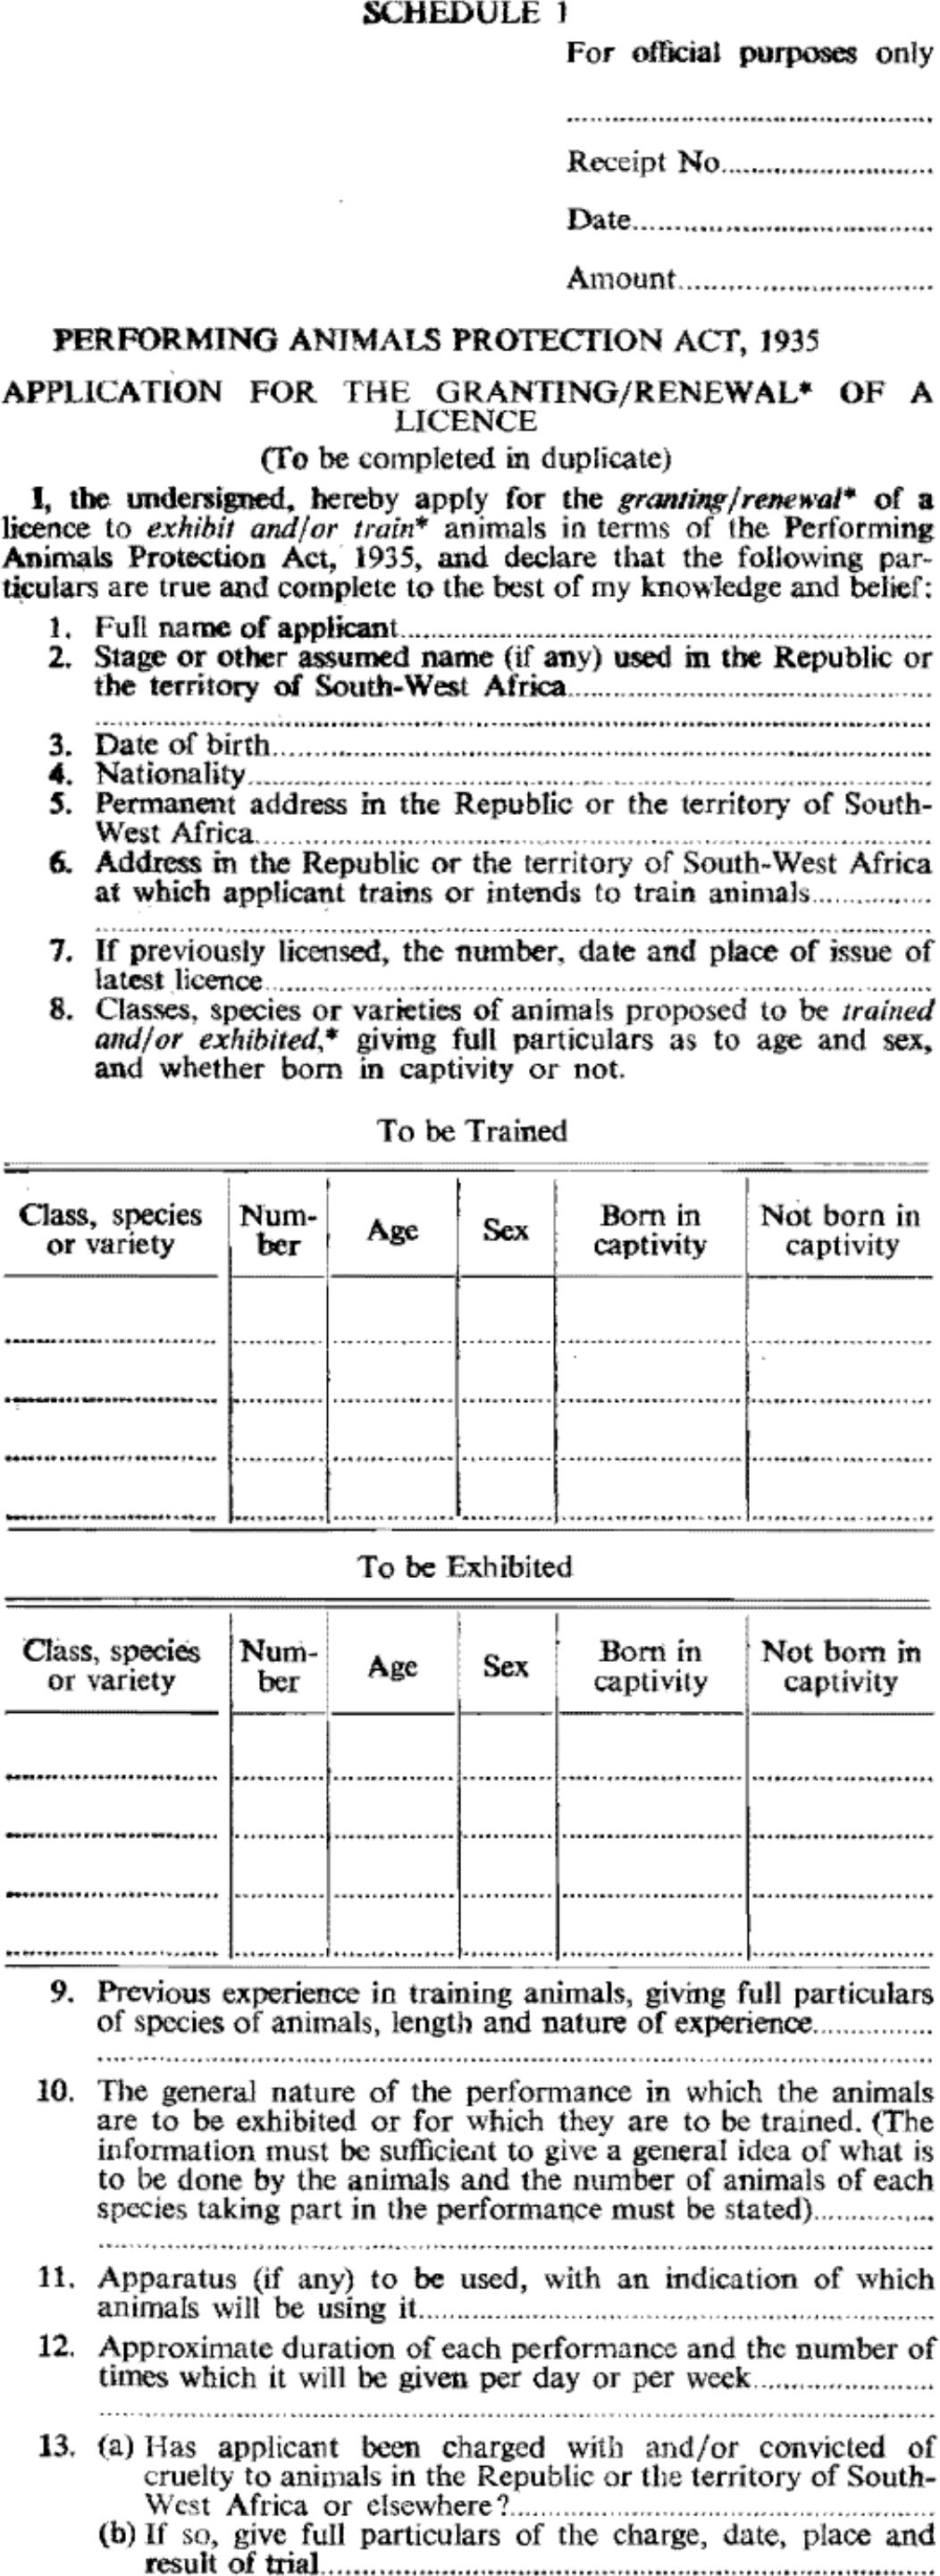 SCHEDULE 1
For official purposes only
Receipt No
Date
Amount
PERFORMING ANIMALS PROTECTION ACT, 1935
APPLICATION FOR THE GRANTING/RENEWAL* OF A
LICENCE
(To be completed in duplicate)
I, the undersigned, hereby apply for the granting/renewal* of a
licence to exhibit and/or train* animals in terms of the Performing
Animals Protection Act, 1935, and declare that the following par-
ticulars are true and complete to the best of my knowledge and belief:
1. Full name of applicant
2. Stage or other assumed name (if any) used in the Republic or
the territory of South-West Africa
3. Date of birth
4. Nationality
5. Permanent address in the Republic or the territory of South-
West Africa
6. Address in the Republic or the territory of South-West Africa
at which applicant trains or intends to train animals
7. If previously licensed, the number, date and place of issue of
latest licence
8. Classes, species or varieties of animals proposed to be trained
and/or exhibited,* giving full particulars as to age and sex,
and whether born in captivity or not.
To be Trained
Class, species
or variety
Num-
ber
Age
Sex
Born in
captivity
Not born in
captivity
To be Exhibited
Class, species
or variety
Num-
ber
Age
Sex
Born in
captivity
Not born in
captivity
9. Previous experience in training animals, giving full particulars
of species of animals, length and nature of experience
10. The general nature of the performance in which the animals
are to be exhibited or for which they are to be trained. (The
information must be sufficient to give a general idea of what is
to be done by the animals and the number of animals of each
species taking part in the performance must be stated)
11. Apparatus (if any) to be used, with an indication of which
animals will be using it
12. Approximate duration of each performance and the number of
times which it will be given per day or per week
13. (a) Has applicant been charged with and/or convicted of
cruelty to animals in the Republic or the territory of South-
West Africa or elsewhere?
(b) If so, give full particulars of the charge, date, place and
result of trial